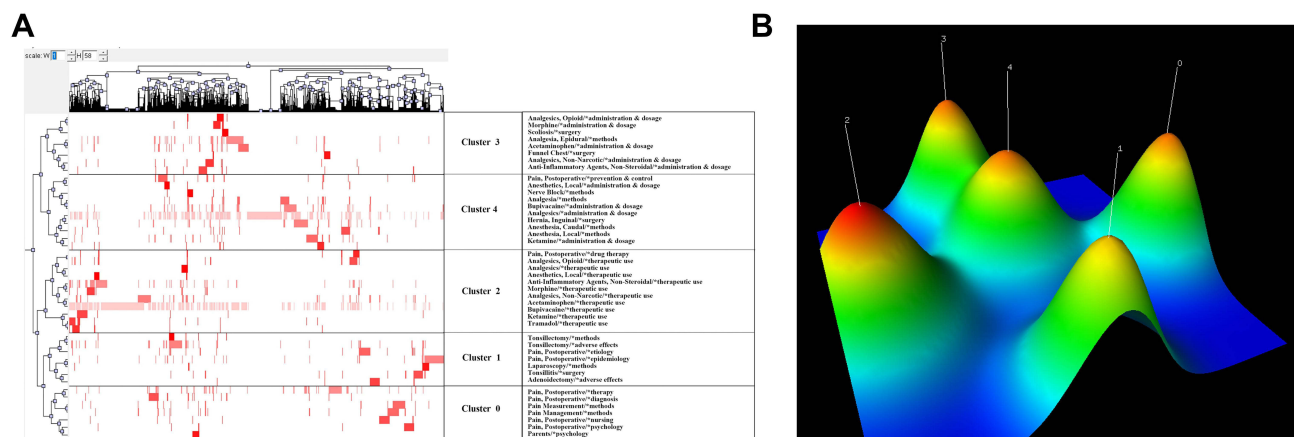 A
B
scale: W 1 H 58
Cluster 3
Analgesics, Opioid/*administration & dosage
Morphine/*administration & dosage
Scoliosis/*surgery
Analgesia, Epidural/*methods
Acetaminophen/*administration & dosage
Funnel Chest/*surgery
Analgesics, Non-Narcotic/*administration & dosage
Anti-Inflammatory Agents, Non-Steroidal/*administration & dosage
Cluster 4
Pain, Postoperative/*prevention & control
Anesthetics, Local/*administration & dosage
Nerve Block/*methods
Analgesia/*methods
Bupivacaine/*administration & dosage
Analgesics/*administration & dosage
Hernia, Inguinal/*surgery
Anesthesia, Caudal/*methods
Anesthesia, Local/*methods
Ketamine/*administration & dosage
Cluster 2
Pain, Postoperative/*drug therapy
Analgesics, Opioid/*therapeutic use
Analgesics/*therapeutic use
Anesthetics, Local/*therapeutic use
Anti-Inflammatory Agents, Non-Steroidal/*therapeutic use
Morphine/*therapeutic use
Analgesics, Non-Narcotic/*therapeutic use
Acetaminophen/*therapeutic use
Bupivacaine/*therapeutic use
Ketamine/*therapeutic use
Tramadol/*therapeutic use
Cluster 1
Tonsillectomy/*methods
Tonsillectomy/*adverse effects
Pain, Postoperative/*etiology
Pain, Postoperative/*epidemiology
Laparoscopy/*methods
Tonsillitis/*surgery
Adenoidectomy/*adverse effects
Cluster 0
Pain, Postoperative/*therapy
Pain, Postoperative/*diagnosis
Pain Measurement/*methods
Pain Management/*methods
Pain, Postoperative/*nursing
Pain, Postoperative/*psychology
Parents/*psychology
3
4
0
2
1